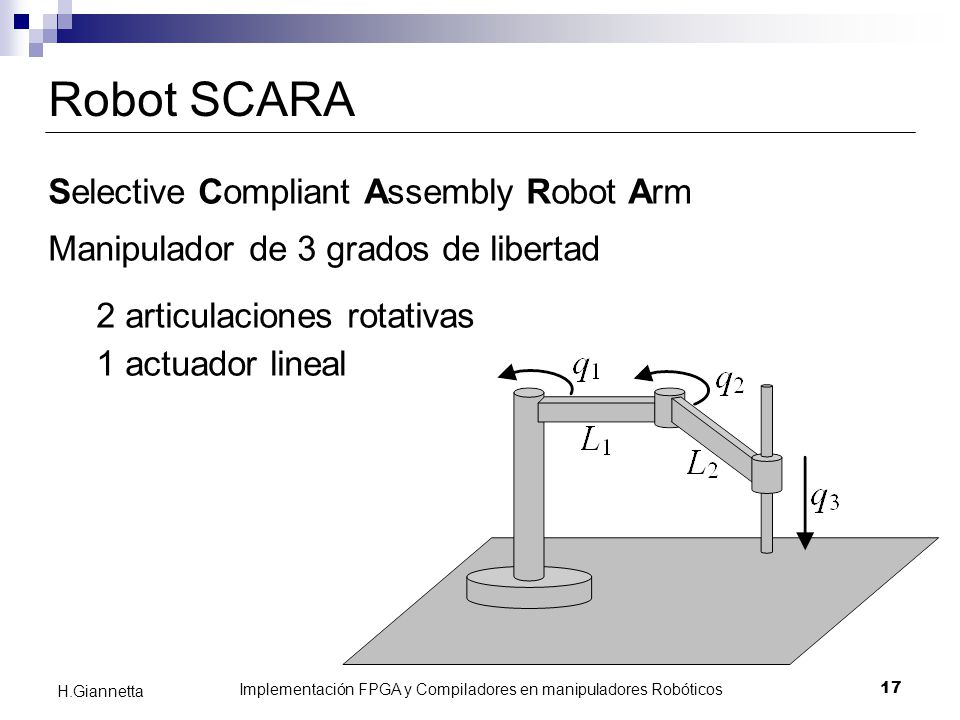 Robot SCARA
Selective Compliant Assembly Robot Arm
Manipulador de 3 grados de libertad
2 articulaciones rotativas
1 actuador lineal
q1
q2
L1
L2
q3
H.Giannetta
Implementación FPGA y Compiladores en manipuladores Robóticos
17